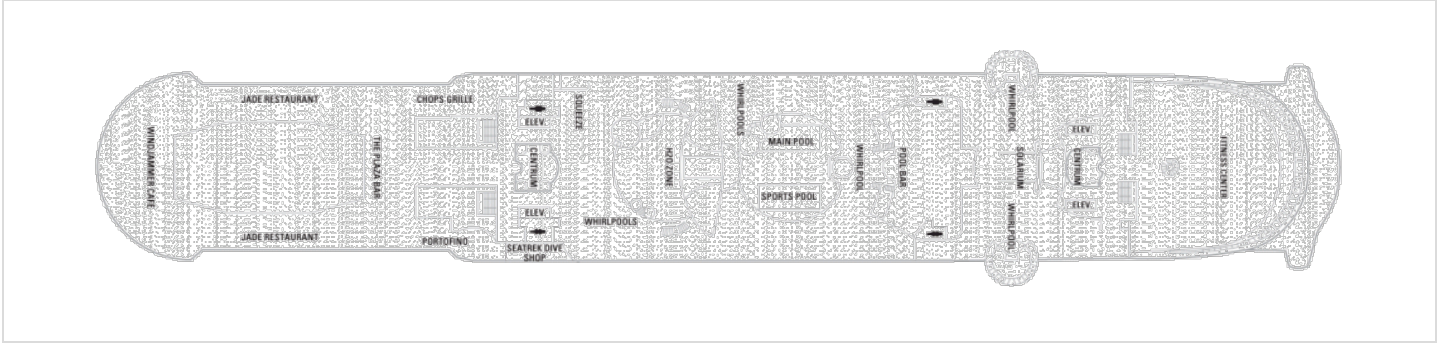 WINDJAMMER CAFE
JADE RESTAURANT
JADE RESTAURANT
THE PLAZA BAR
CHOPS GRILLE
PORTOFINO
ELEV.
CENTRUM
ELEV.
SEATREK DIVE
SHOP
SQUEEZE
WHIRLPOOLS
H2O ZONE
WHIRLPOOLS
MAIN POOL
SPORTS POOL
WHIRLPOOL
POOL BAR
WHIRLPOOL
SOLARIUM
WHIRLPOOL
ELEV.
CENTRUM
ELEV.
FITNESS CENTER